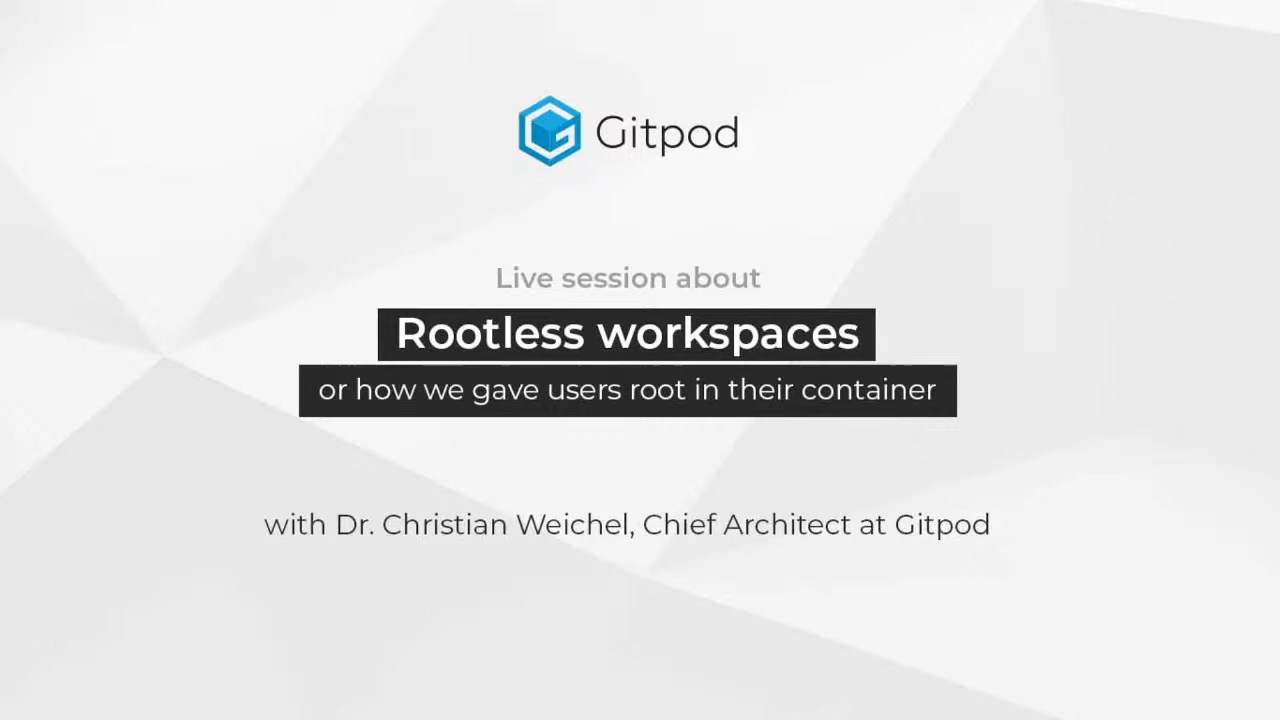 Gitpod
Live session about
Rootless workspaces
or how we gave users root in their container
with Dr. Christian Weichel, Chief Architect at Gitpod